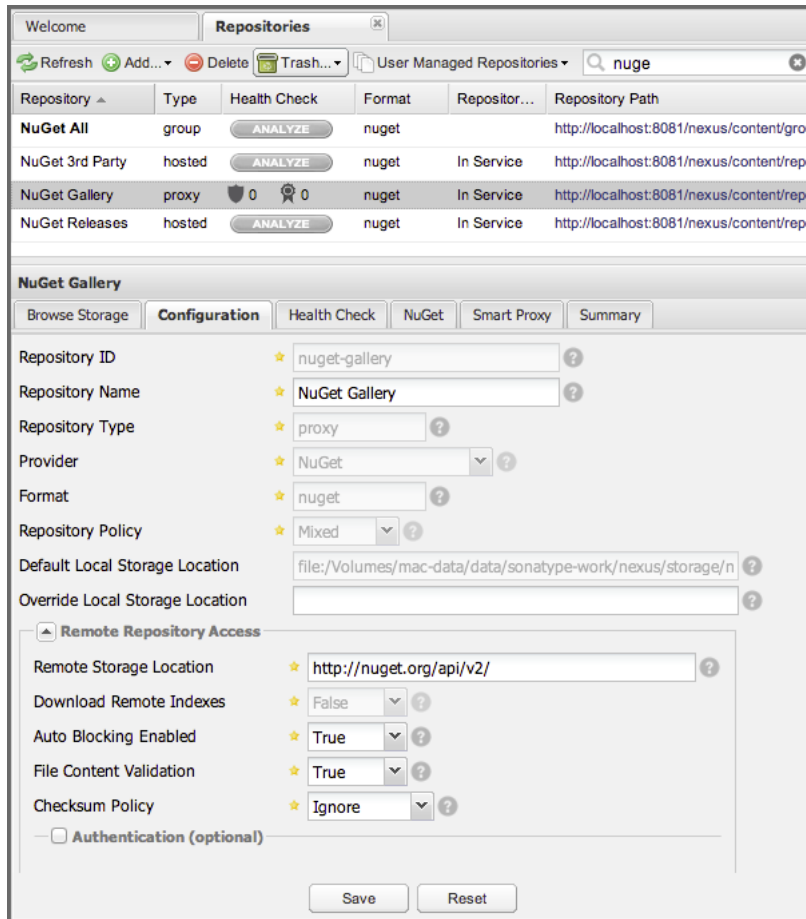 Welcome Repositories
Refresh Add... Delete Trash... User Managed Repositories nuge
Repository Type Health Check Format Repositor... Repository Path
NuGet All group ANALYZE nuget http://localhost:8081/nexus/content/gro
NuGet 3rd Party hosted ANALYZE nuget In Service http://localhost:8081/nexus/content/rep
NuGet Gallery proxy 0 0 nuget In Service http://localhost:8081/nexus/content/rep
NuGet Releases hosted ANALYZE nuget In Service http://localhost:8081/nexus/content/rep
NuGet Gallery
Browse Storage Configuration Health Check NuGet Smart Proxy Summary
Repository ID nuget-gallery ?
Repository Name NuGet Gallery ?
Repository Type proxy ?
Provider NuGet ?
Format nuget ?
Repository Policy Mixed ?
Default Local Storage Location file:/Volumes/mac-data/data/sonatype-work/nexus/storage/n ?
Override Local Storage Location ?
Remote Repository Access
Remote Storage Location http://nuget.org/api/v2/ ?
Download Remote Indexes False ?
Auto Blocking Enabled True ?
File Content Validation True ?
Checksum Policy Ignore ?
Authentication (optional)
Save Reset